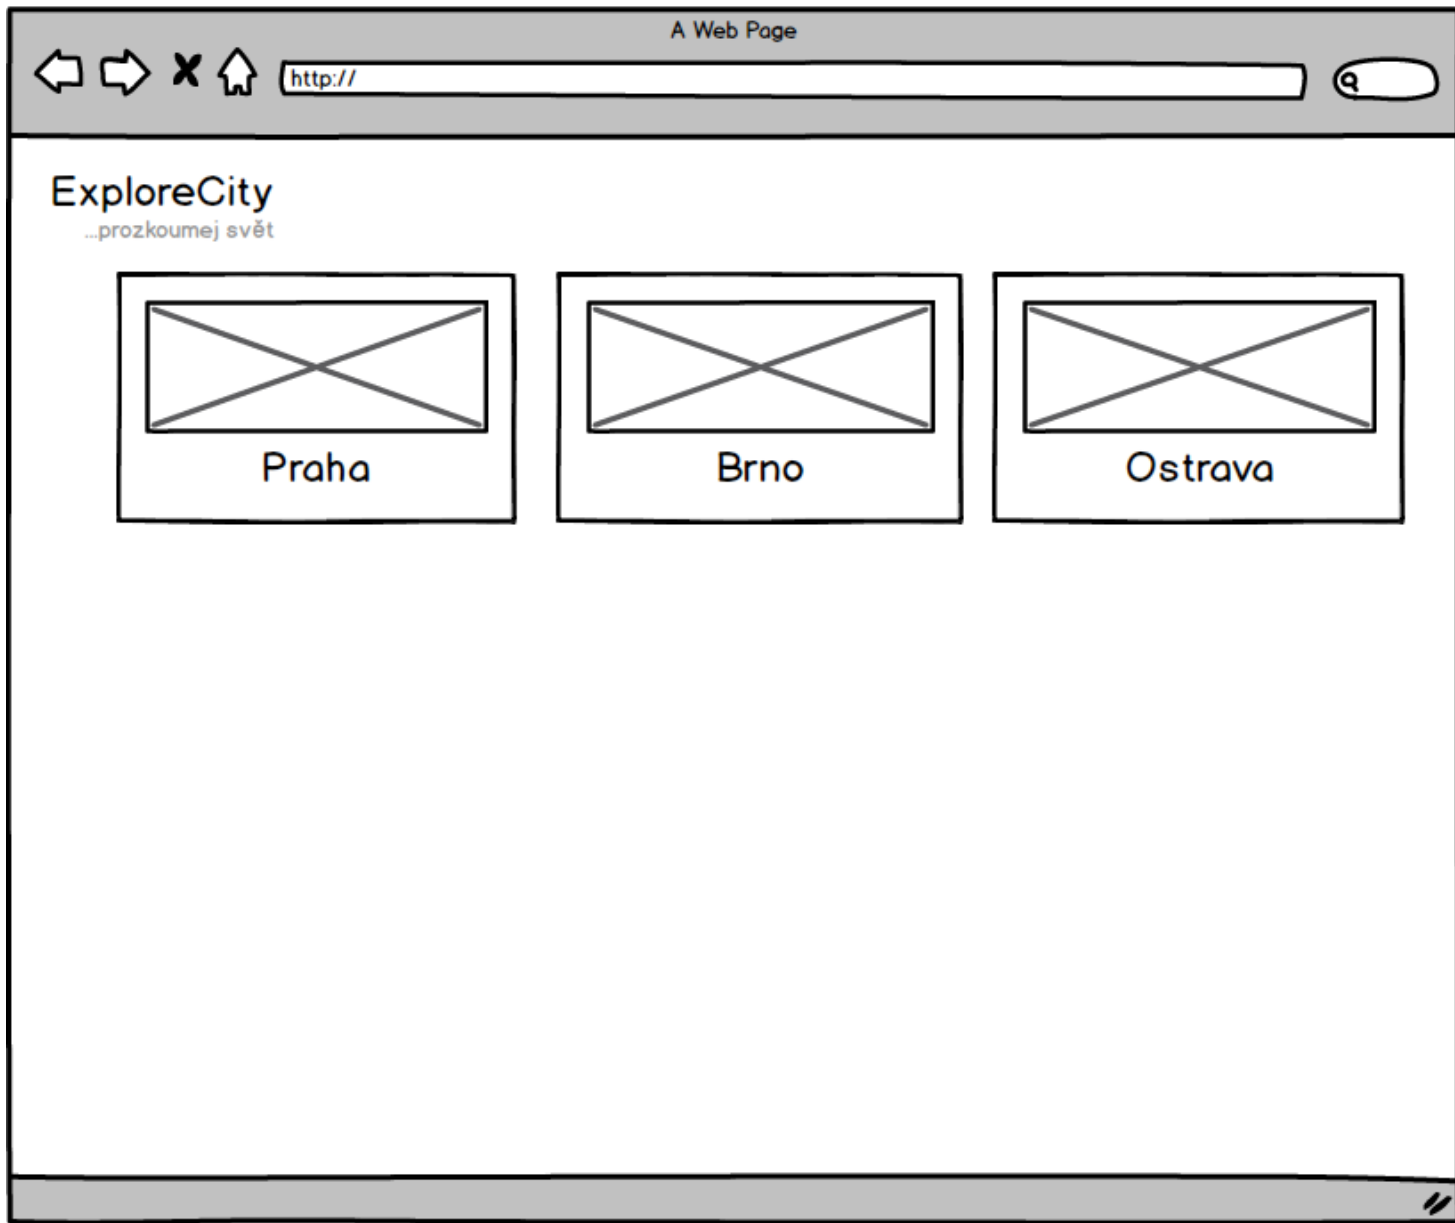 A Web Page
http://
ExploreCity
...prozkoumej svět
Praha
Brno
Ostrava